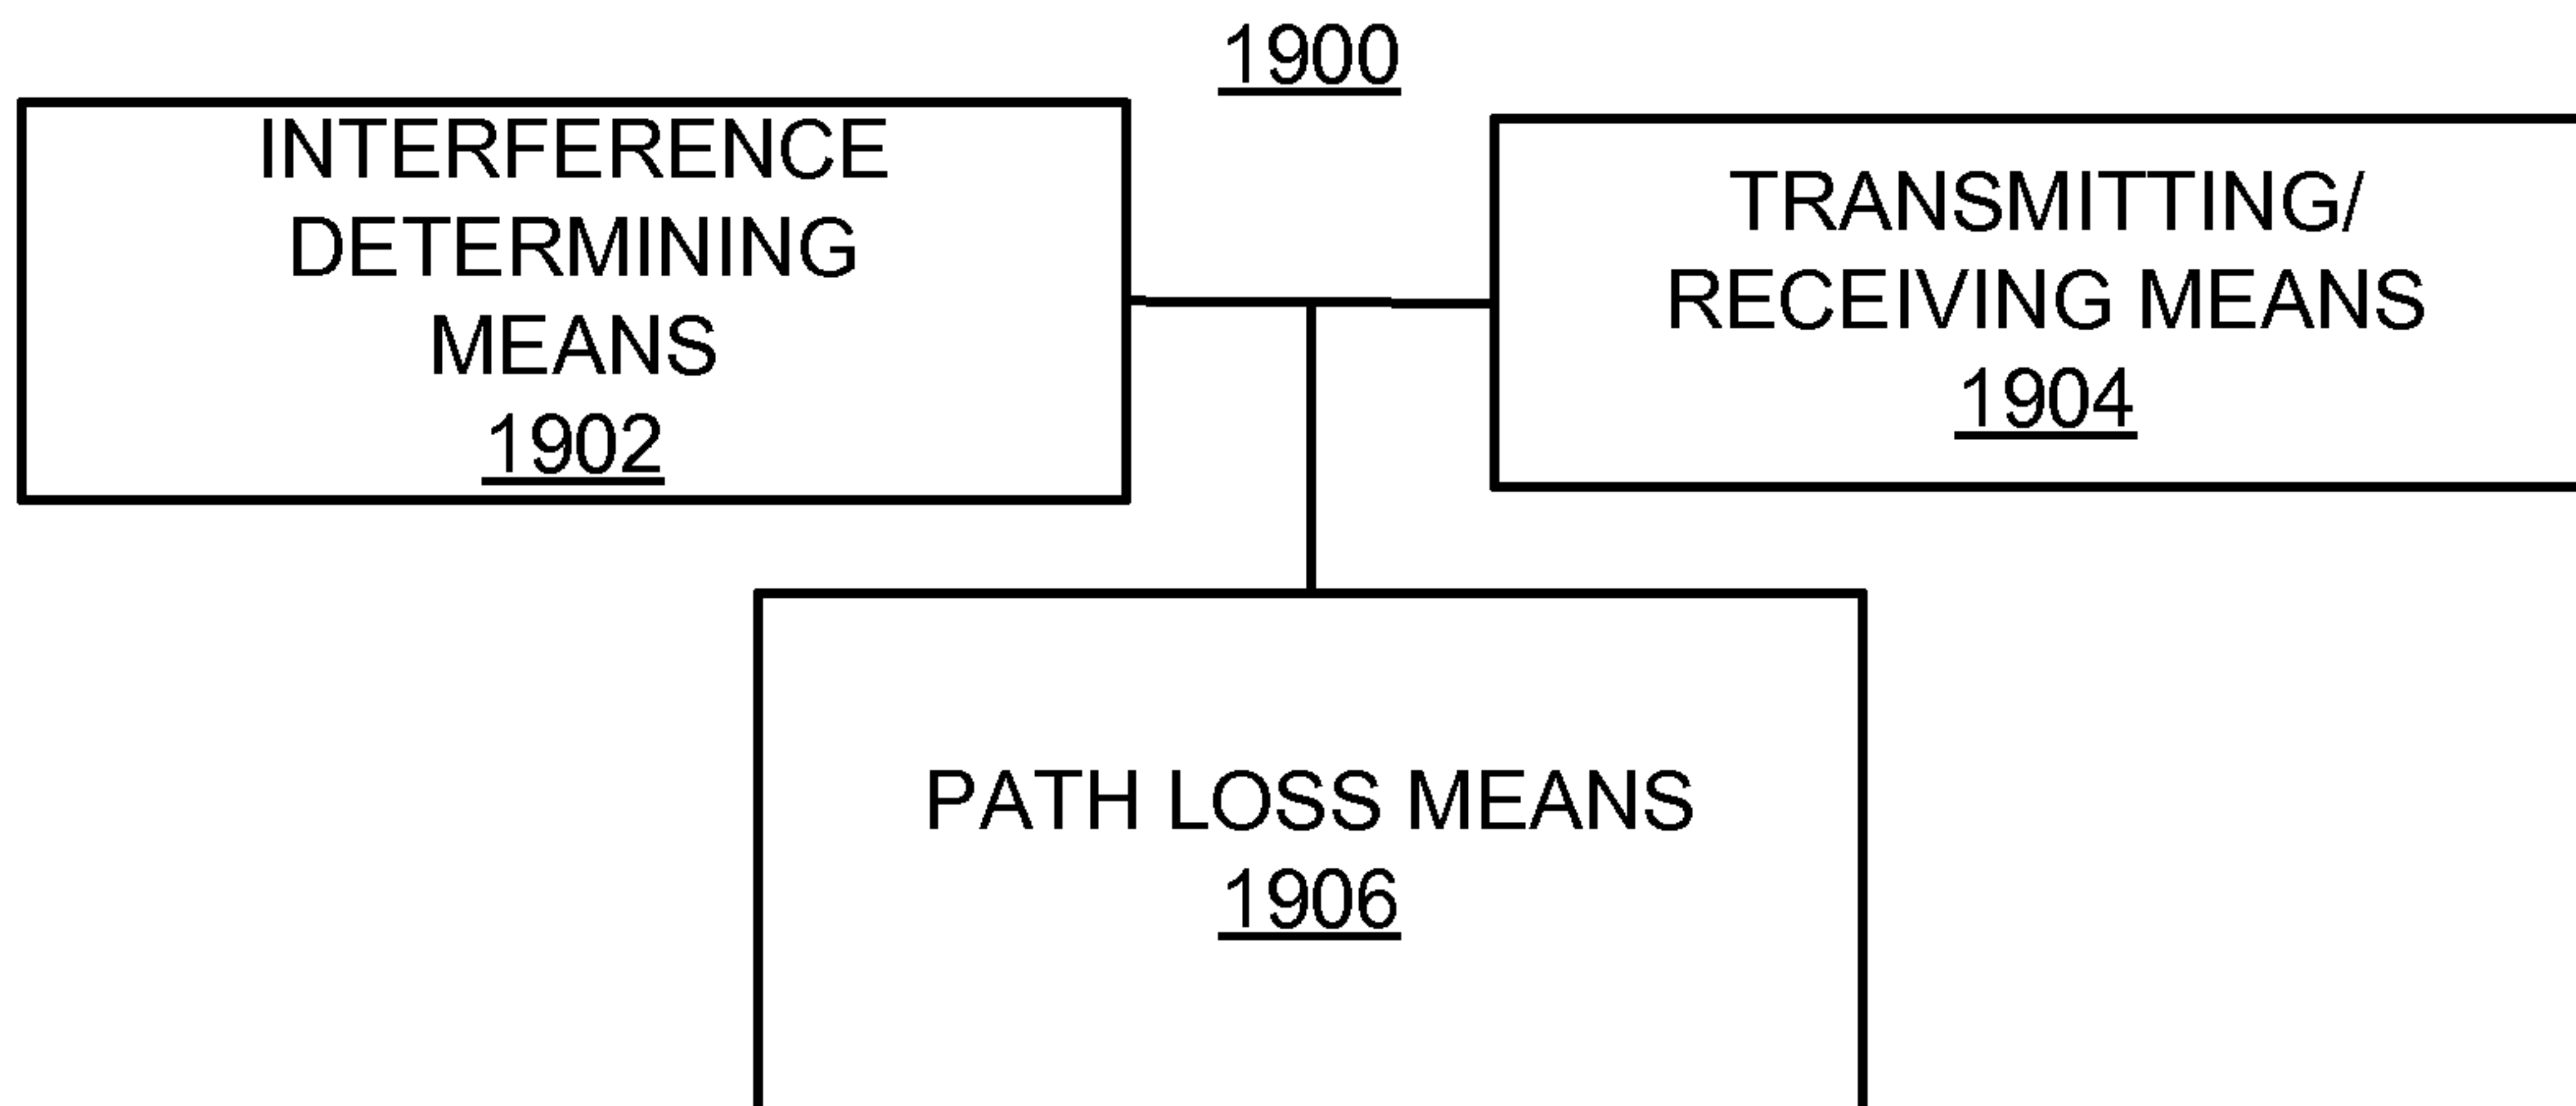 1900
INTERFERENCE
DETERMINING
MEANS
1902
TRANSMITTING/
RECEIVING MEANS
1904
PATH LOSS MEANS
1906